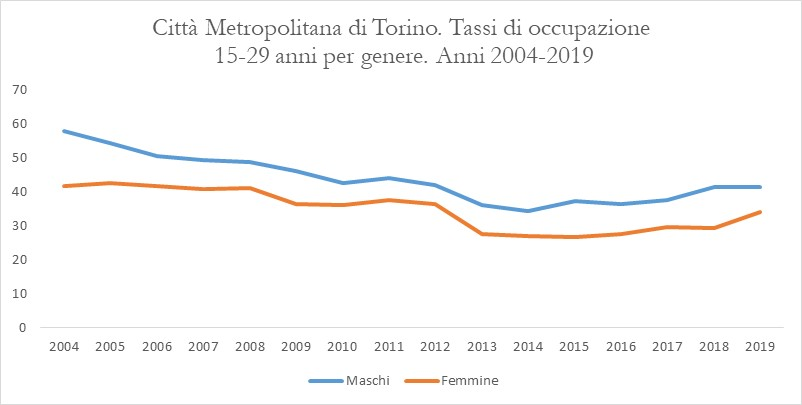 Città Metropolitana di Torino. Tassi di occupazione
15-29 anni per genere. Anni 2004-2019
70
60
50
40
30
20
10
0
2004 2005 2006 2007 2008 2009 2010 2011 2012 2013 2014 2015 2016 2017 2018 2019
Maschi Femmine